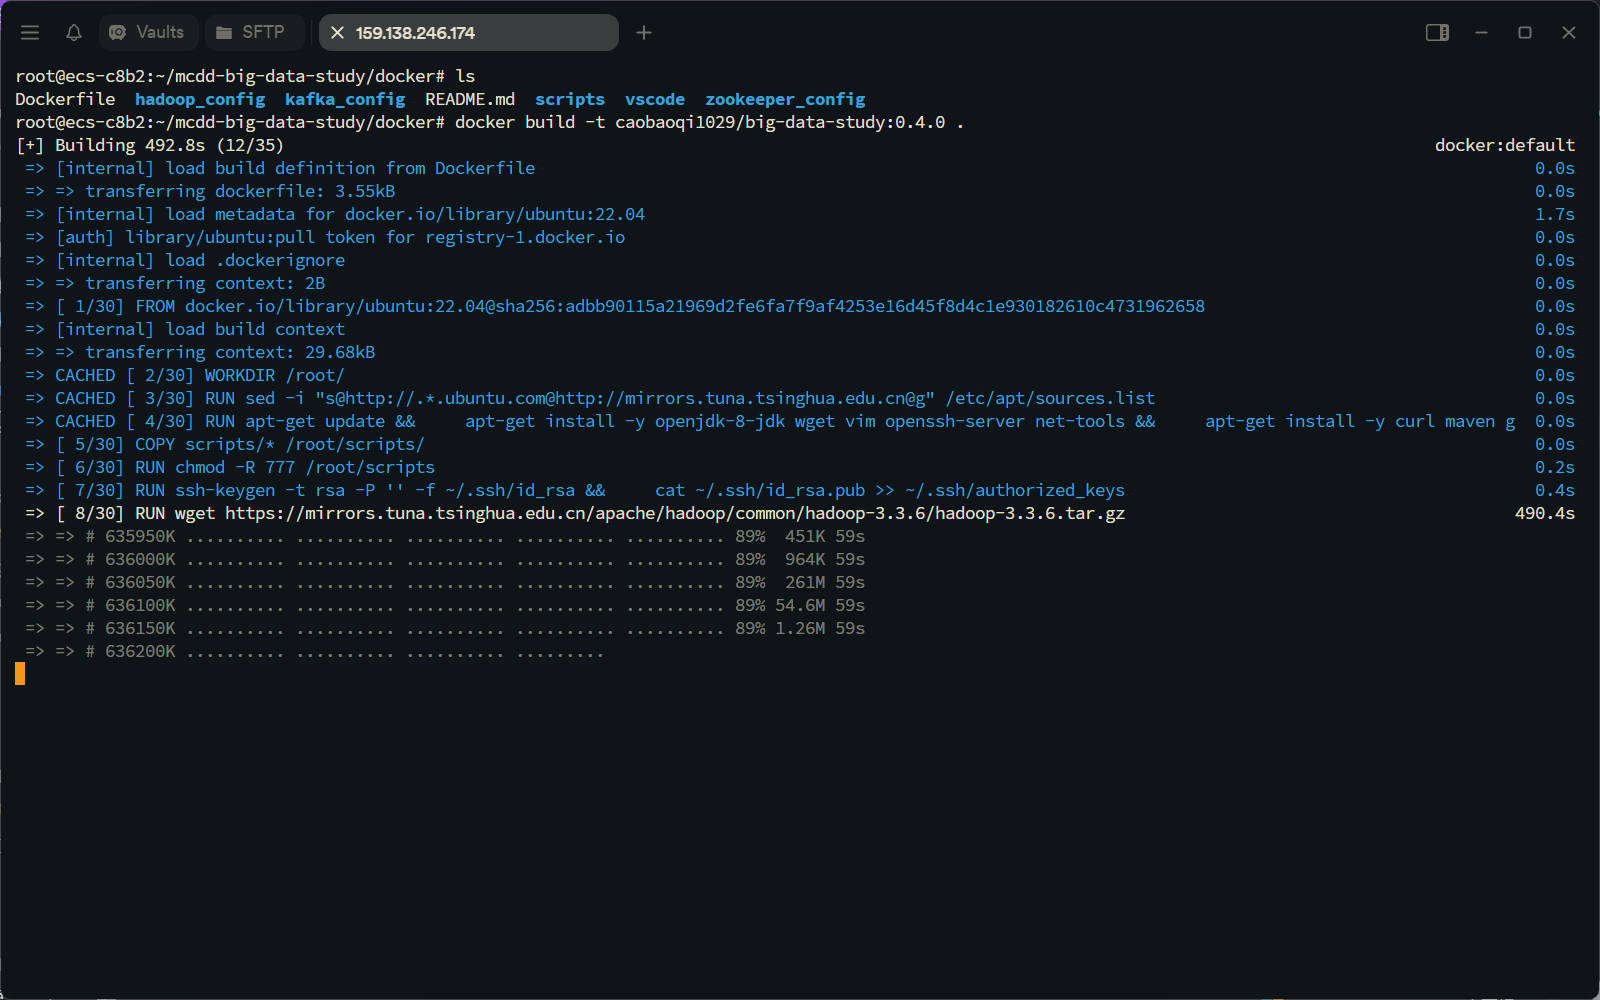 Vaults SFTP 159.138.246.174
root@ecs-c8b2:~/mcdd-big-data-study/docker# ls
Dockerfile hadoop_config kafka_config README.md scripts vscode zookeeper_config
root@ecs-c8b2:~/mcdd-big-data-study/docker# docker build -t caobaoqi1029/big-data-study:0.4.0 .
[+] Building 492.8s (12/35) docker:default
=> [internal] load build definition from Dockerfile 0.0s
=> => transferring dockerfile: 3.55kB 0.0s
=> [internal] load metadata for docker.io/library/ubuntu:22.04 1.7s
=> [auth] library/ubuntu:pull token for registry-1.docker.io 0.0s
=> [internal] load .dockerignore 0.0s
=> => transferring context: 2B 0.0s
=> [ 1/30] FROM docker.io/library/ubuntu:22.04@sha256:adbb90115a21969d2fe6fa7f9af4253e16d45f8d4c1e930182610c4731962658 0.0s
=> [internal] load build context 0.0s
=> => transferring context: 29.68kB 0.0s
=> CACHED [ 2/30] WORKDIR /root/ 0.0s
=> CACHED [ 3/30] RUN sed -i "s@http://.*.ubuntu.com@http://mirrors.tuna.tsinghua.edu.cn@g" /etc/apt/sources.list 0.0s
=> CACHED [ 4/30] RUN apt-get update && apt-get install -y openjdk-8-jdk wget vim openssh-server net-tools && apt-get install -y curl maven g 0.0s
=> [ 5/30] COPY scripts/* /root/scripts/ 0.0s
=> [ 6/30] RUN chmod -R 777 /root/scripts 0.2s
=> [ 7/30] RUN ssh-keygen -t rsa -P '' -f ~/.ssh/id_rsa && cat ~/.ssh/id_rsa.pub >> ~/.ssh/authorized_keys 0.4s
=> [ 8/30] RUN wget https://mirrors.tuna.tsinghua.edu.cn/apache/hadoop/common/hadoop-3.3.6/hadoop-3.3.6.tar.gz 490.4s
=> => # 635950K .......... .......... .......... .......... .......... 89% 451K 59s
=> => # 636000K .......... .......... .......... .......... .......... 89% 964K 59s
=> => # 636050K .......... .......... .......... .......... .......... 89% 261M 59s
=> => # 636100K .......... .......... .......... .......... .......... 89% 54.6M 59s
=> => # 636150K .......... .......... .......... .......... .......... 89% 1.26M 59s
=> => # 636200K .......... .......... .......... .........